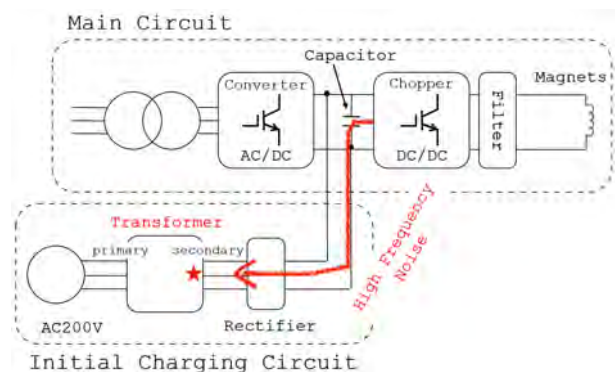 Main Circuit
Capacitor
Converter
AC/DC
Chopper
DC/DC
Filter
Magnets
Transformer
primary
secondary
AC200V
Rectifier
High Frequency
Noise
Initial Charging Circuit